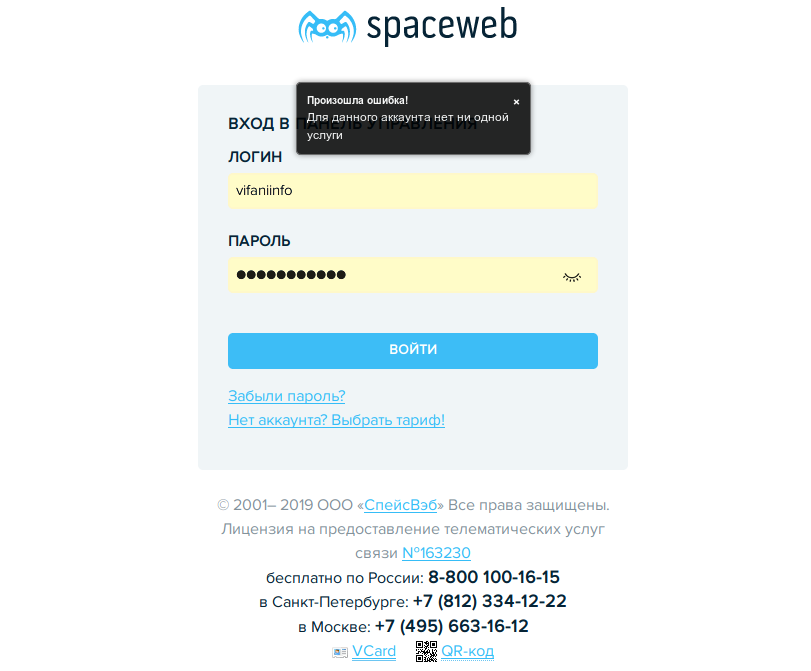 spaceweb
Произошла ошибка!
×
Для данного аккаунта нет ни одной
услуги
ВХОД В ПАНЕЛЬ УПРАВЛЕНИЯ
ЛОГИН
vifaniinfo
ПАРОЛЬ
●●●●●●●●●●●
ВОЙТИ
Забыли пароль?
Нет аккаунта? Выбрать тариф!
© 2001– 2019 ООО «СпейсВэб» Все права защищены.
Лицензия на предоставление телематических услуг
связи №163230
бесплатно по России: 8-800 100-16-15
в Санкт-Петербурге: +7 (812) 334-12-22
в Москве: +7 (495) 663-16-12
VCard QR-код